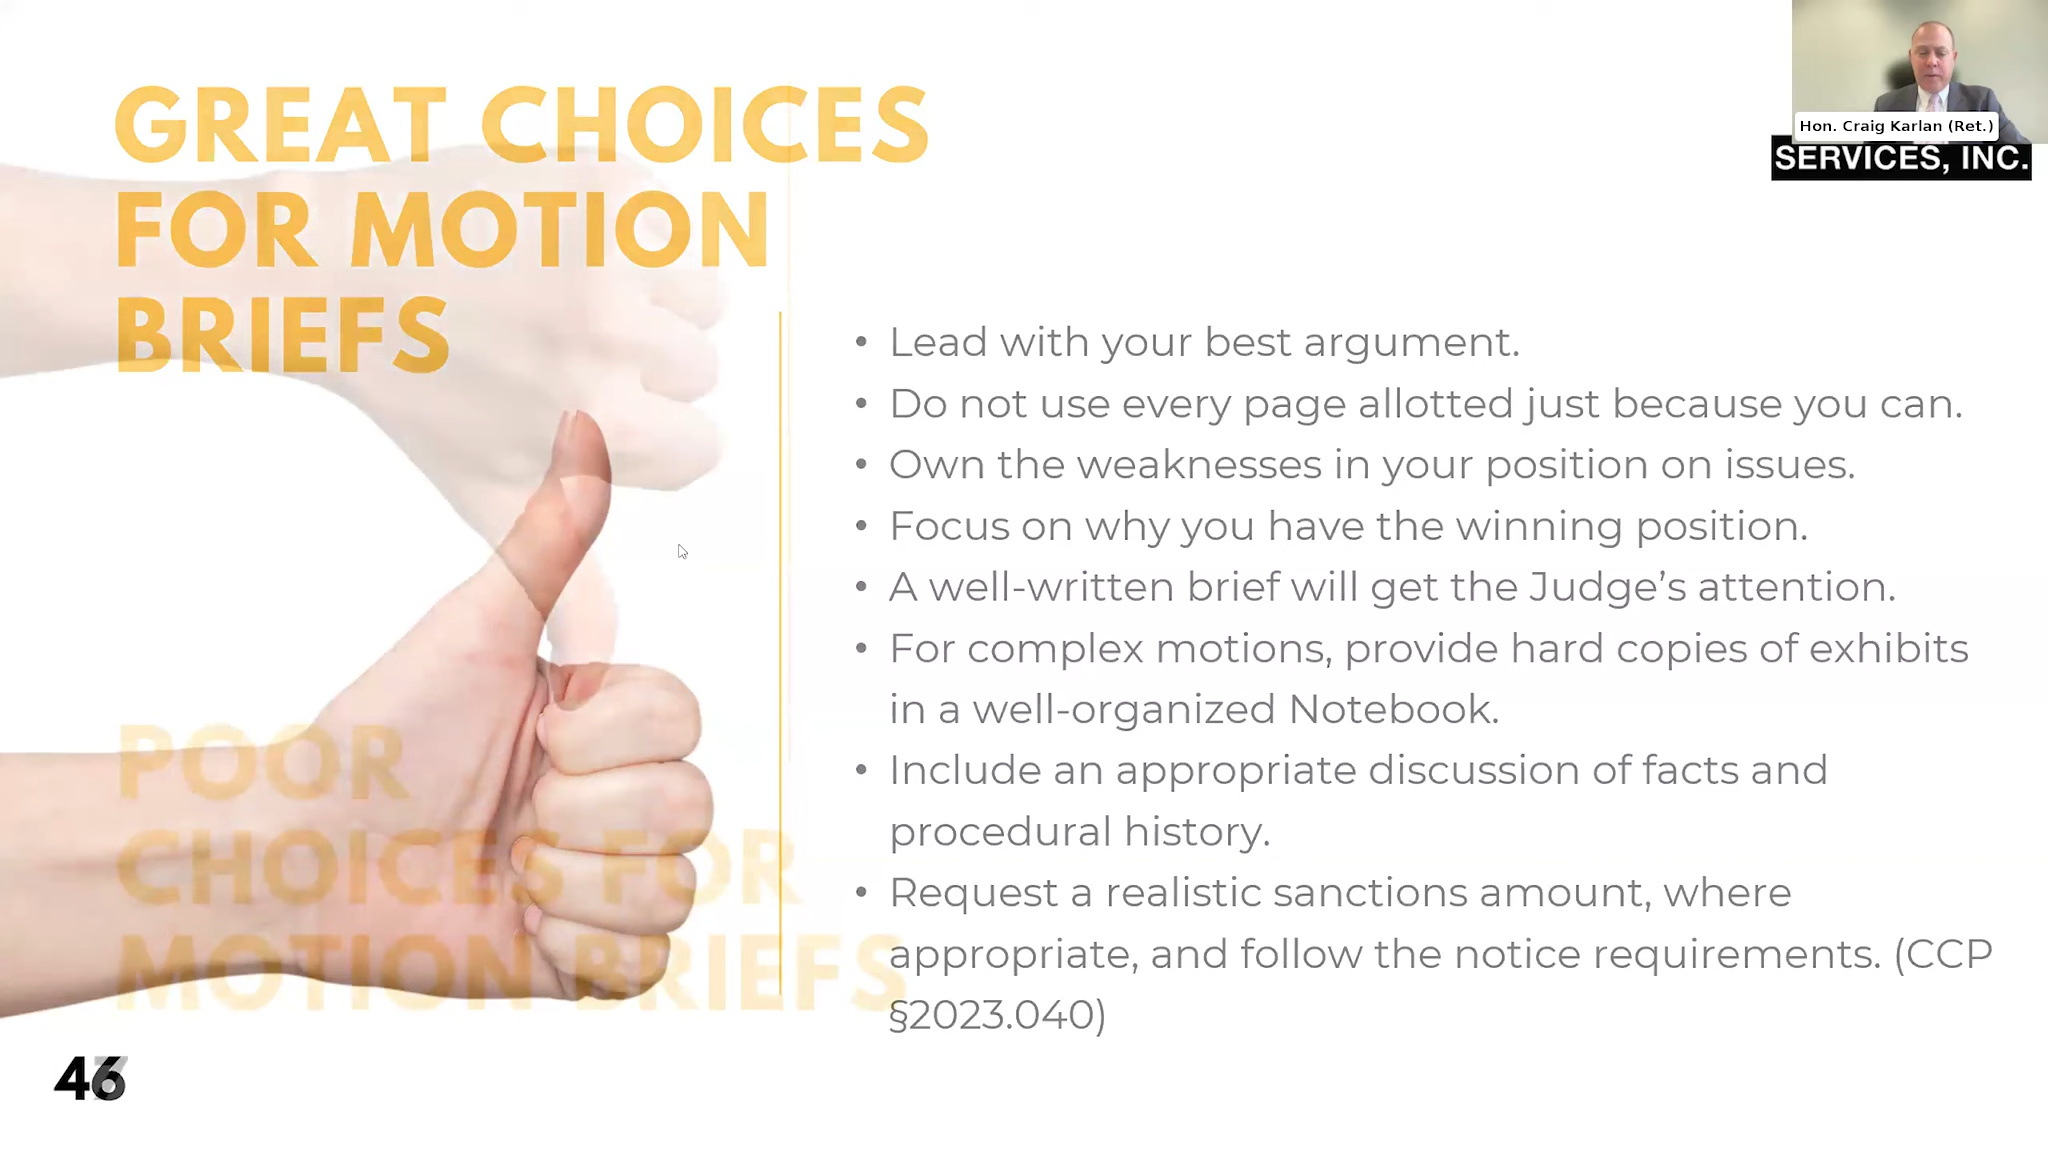 GREAT CHOICES
FOR MOTION
BRIEFS
Hon. Craig Karlan (Ret.)
SERVICES, INC.
• Lead with your best argument.
• Do not use every page allotted just because you can.
• Own the weaknesses in your position on issues.
• Focus on why you have the winning position.
• A well-written brief will get the Judge’s attention.
• For complex motions, provide hard copies of exhibits
in a well-organized Notebook.
• Include an appropriate discussion of facts and
procedural history.
• Request a realistic sanctions amount, where
appropriate, and follow the notice requirements. (CCP
§2023.040)
POOR
CHOICES FOR
MOTION BRIEFS